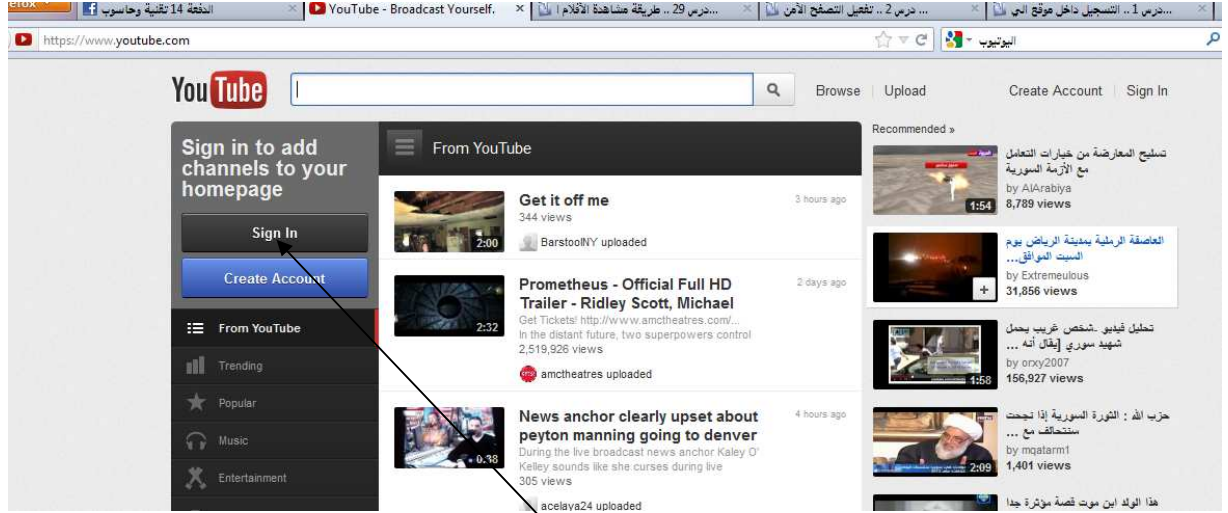 الدفعة 14 تقنية وحاسوب
YouTube - Broadcast Yourself.
درس 29 .. طريقة مشاهدة الأفلام ا...
درس 2 .. تفعيل التصفح الأمن ...
درس 1 .. التسجيل داخل موقع الي...
https://www.youtube.com
اليوتيوب
YouTube
Browse
Upload
Create Account
Sign In
Sign in to add
channels to your
homepage
Sign In
Create Account
From YouTube
Trending
Popular
Music
Entertainment
From YouTube
Get it off me
3 hours ago
344 views
BarstoolNY uploaded
2:00
Prometheus - Official Full HD
Trailer - Ridley Scott, Michael
2 days ago
Get Tickets! http://www.amctheatres.com/...
In the distant future, two superpowers control
2,519,926 views
amctheatres uploaded
2:32
News anchor clearly upset about
peyton manning going to denver
4 hours ago
During the live broadcast news anchor Kaley O'
Kelley sounds like she curses during live
305 views
acelaya24 uploaded
0:38
Recommended »
تسليح المعارضة من خيارات التعامل
مع الأزمة السورية
by AlArabiya
8,789 views
1:54
العاصفة الرملية بمدينة الرياض يوم
السبت الموافق...
by Extremeulous
31,856 views
تحليل فيديو .شخص غريب يحمل
شهيد سوري [يقال أنه ...
by orxy2007
156,927 views
1:58
حزب الله : الثورة السورية إذا نجحت
ستتحالف مع ...
by mqatarm1
1,401 views
2:09
هذا الولد ابن موت قصة مؤثرة جدا